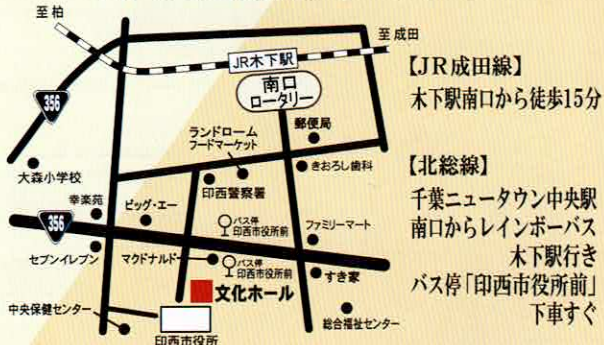 至 柏
至 成田
JR木下駅
南口
ロータリー
356
郵便局
ランドローム
フードマーケット
きおろし歯科
大森小学校
印西警察署
幸楽苑
ビッグ・エー
バス停
印西市役所前
ファミリーマート
356
セブンイレブン
マクドナルド
バス停
印西市役所前
すき家
文化ホール
中央保健センター
印西市役所
総合福祉センター
【JR成田線】
木下駅南口から徒歩15分
【北総線】
千葉ニュータウン中央駅
南口からレインボーバス
木下駅行き
バス停「印西市役所前」
下車すぐ